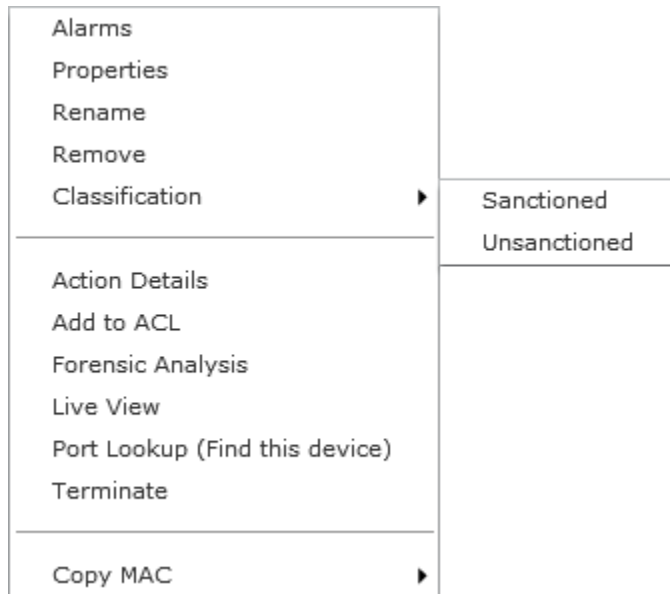 Alarms
Properties
Rename
Remove
Classification
Sanctioned
Unsanctioned
Action Details
Add to ACL
Forensic Analysis
Live View
Port Lookup (Find this device)
Terminate
Copy MAC